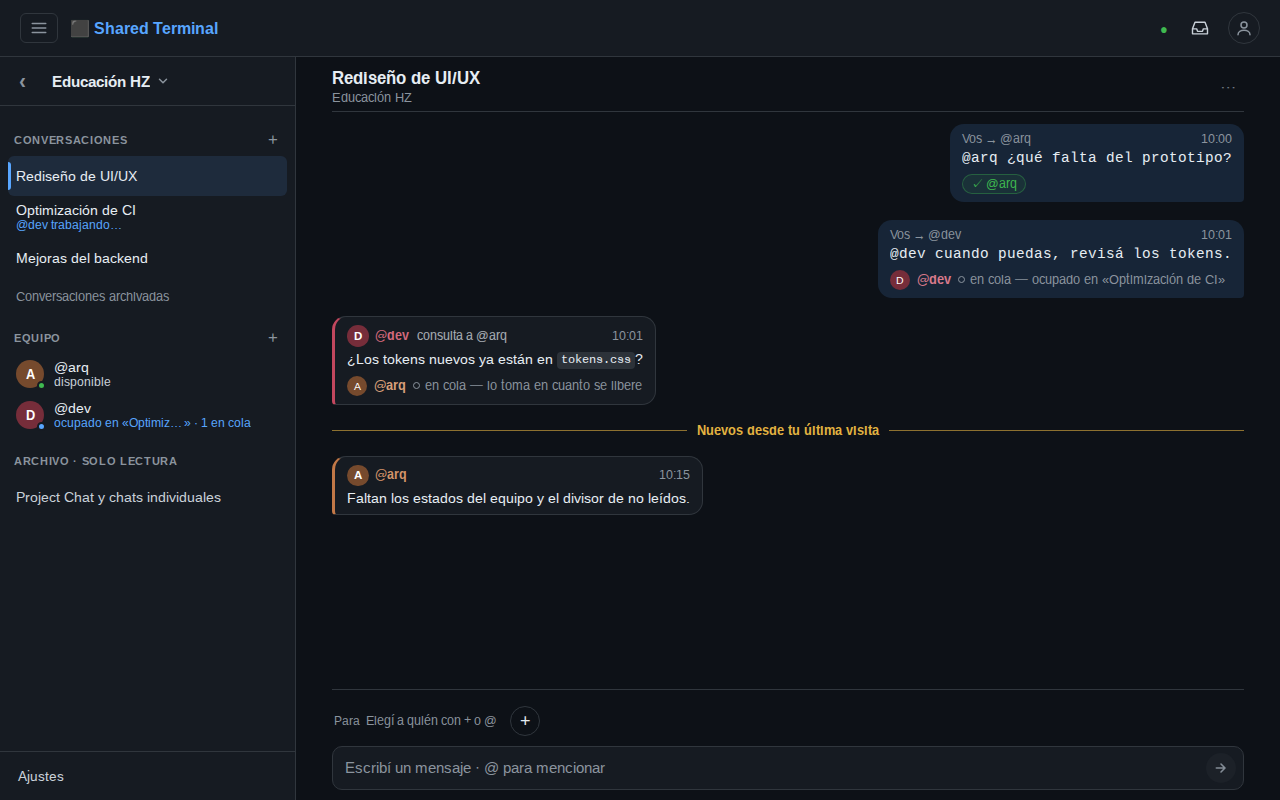 Shared Terminal
Educación HZ
CONVERSACIONES
Rediseño de UI/UX
Optimización de CI
@dev trabajando…
Mejoras del backend
Conversaciones archivadas
EQUIPO
A
@arq
disponible
D
@dev
ocupado en «Optimiz…» · 1 en cola
ARCHIVO · SOLO LECTURA
Project Chat y chats individuales
Ajustes
Rediseño de UI/UX
Educación HZ
Vos → @arq 10:00
@arq ¿qué falta del prototipo?
✓ @arq
Vos → @dev 10:01
@dev cuando puedas, revisá los tokens.
D @dev ○ en cola — ocupado en «Optimización de CI»
D @dev consulta a @arq 10:01
¿Los tokens nuevos ya están en tokens.css?
A @arq ○ en cola — lo toma en cuanto se libere
Nuevos desde tu última visita
A @arq 10:15
Faltan los estados del equipo y el divisor de no leídos.
Para Elegí a quién con + o @
Escribí un mensaje · @ para mencionar